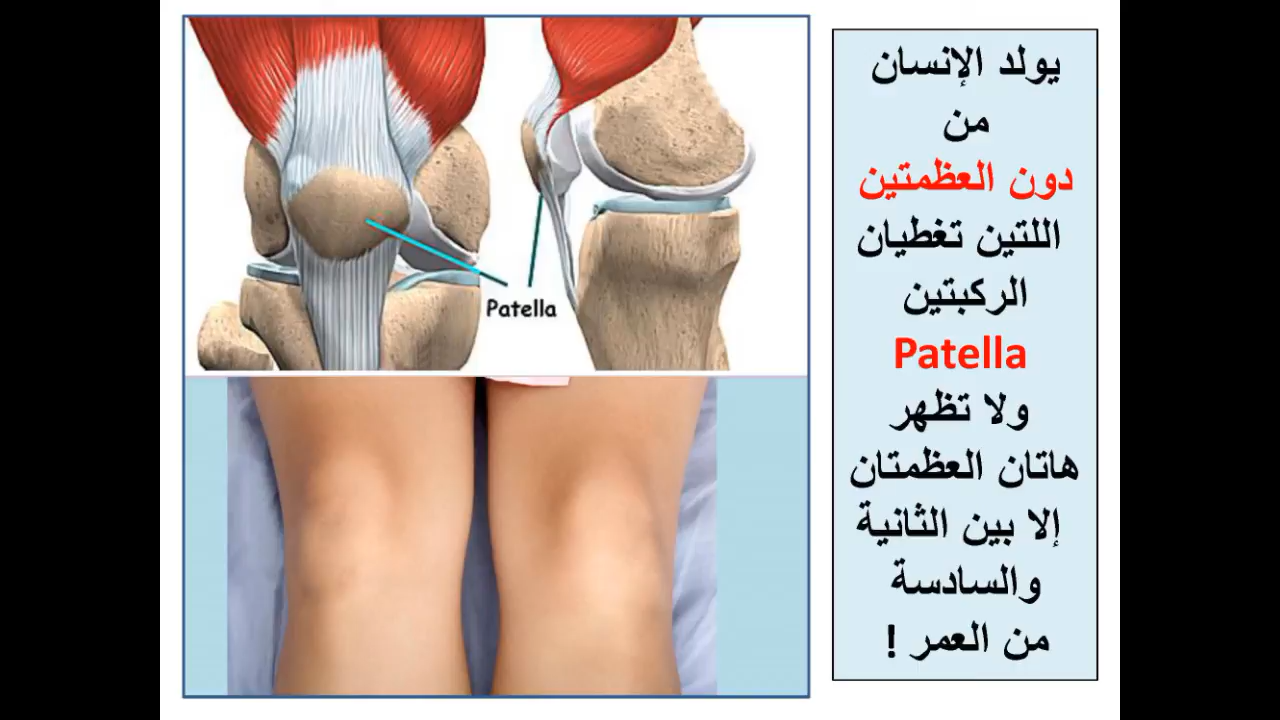 يولد الإنسان
من
دون العظمتين
اللتين تغطيان
الركبتين
Patella
ولا تظهر
هاتان العظمتان
إلا بين الثانية
والسادسة
من العمر !
Patella